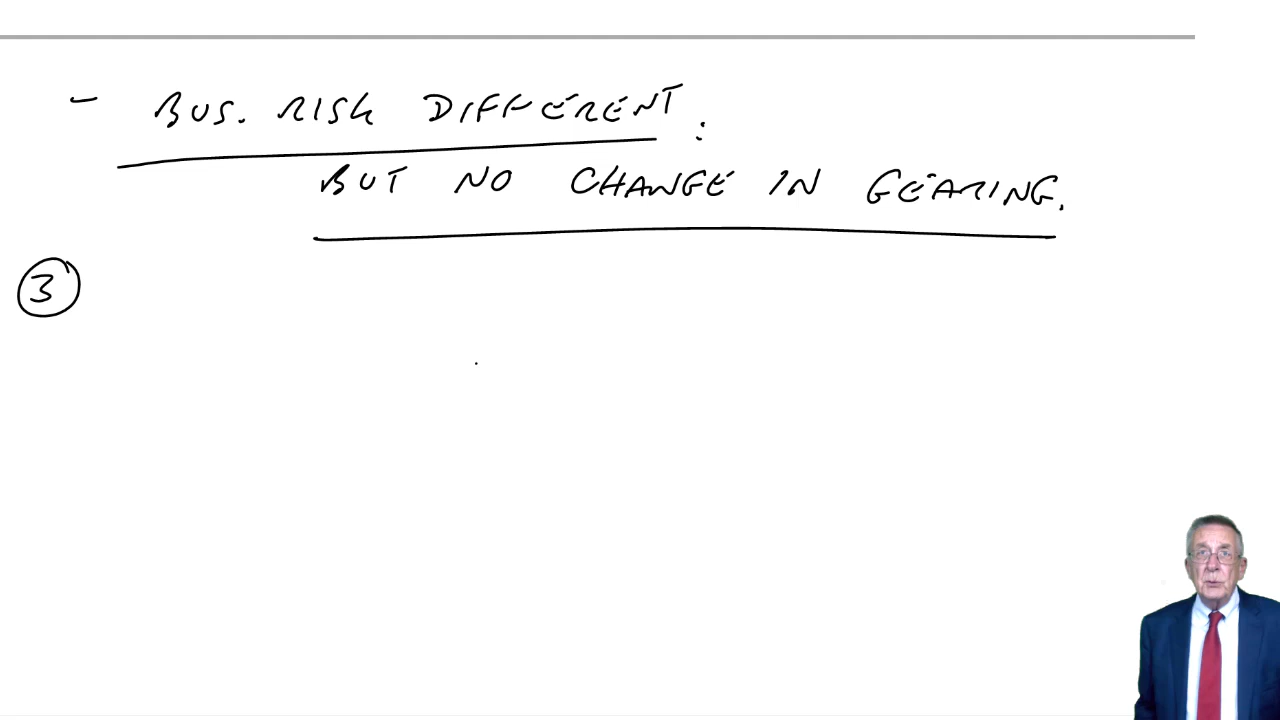 - BUS. RISK DIFFERENT:
BUT NO CHANGE IN GEARING.
3